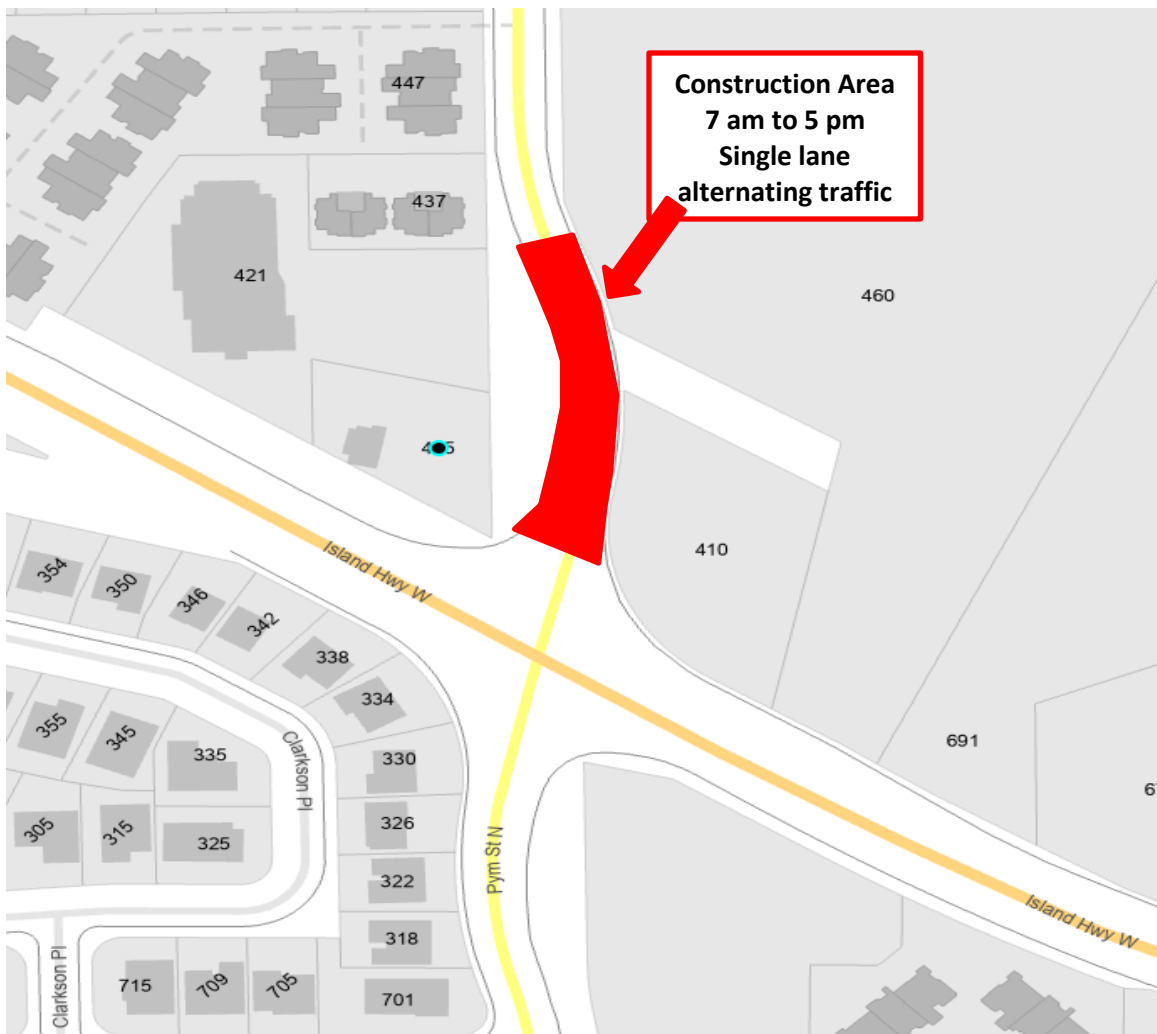 447
Construction Area
7 am to 5 pm
Single lane
alternating traffic
437
421
460
Island Hwy W
410
354
350
346
342
338
334
355
345
335
Clarkson Pl
330
691
305
315
325
326
Pym St N
322
318
Island Hwy W
Clarkson Pl
715
709
705
701